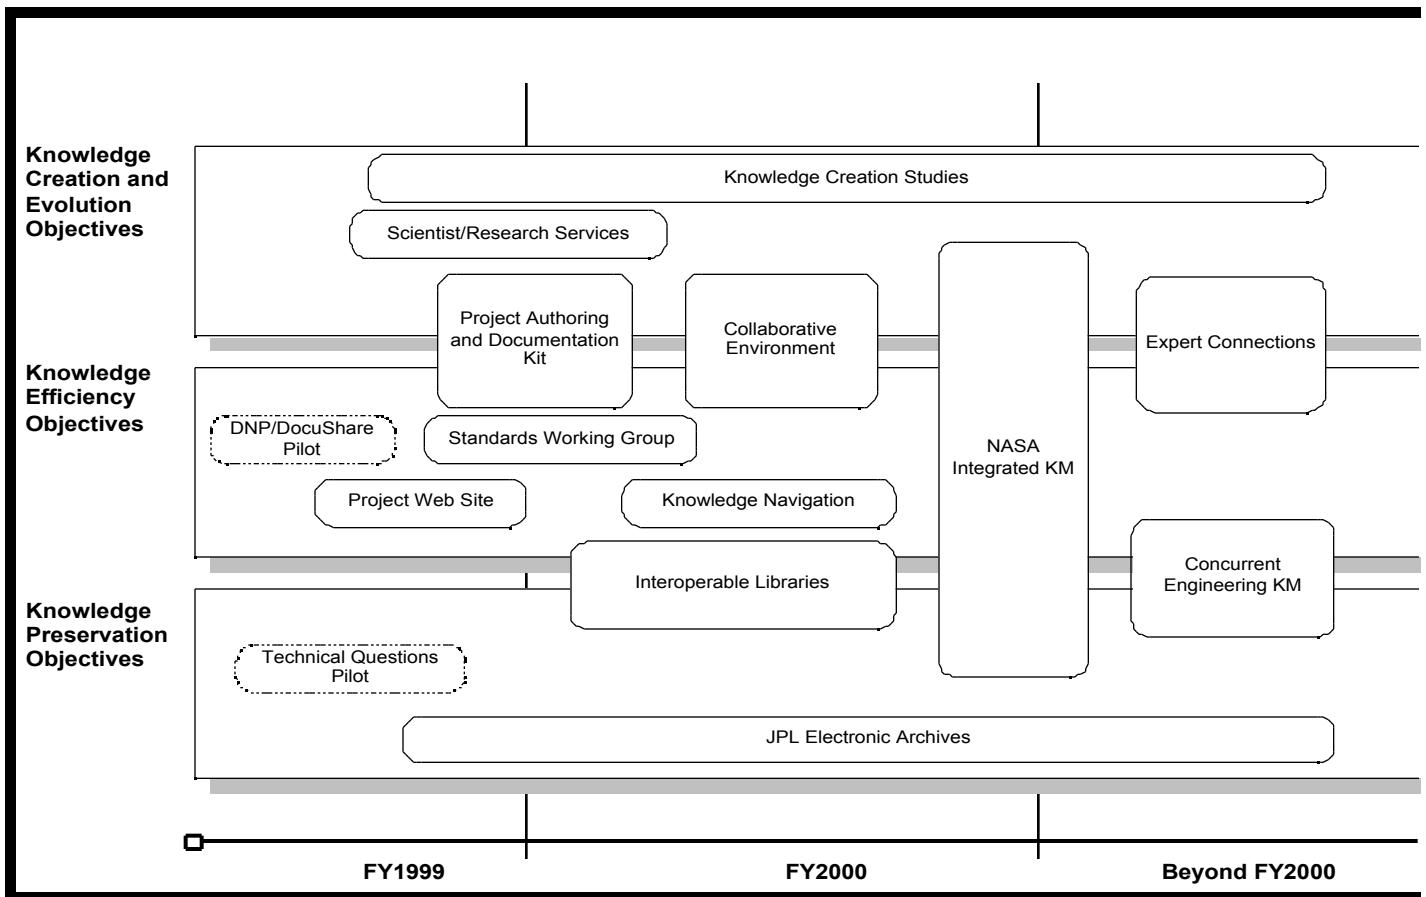 Knowledge
Creation and
Evolution
Objectives
Knowledge Creation Studies
Scientist/Research Services
Project Authoring
and Documentation
Kit
Collaborative
Environment
NASA
Integrated KM
Expert Connections
Knowledge
Efficiency
Objectives
DNP/DocuShare
Pilot
Standards Working Group
Project Web Site
Knowledge Navigation
Interoperable Libraries
Concurrent
Engineering KM
Knowledge
Preservation
Objectives
Technical Questions
Pilot
JPL Electronic Archives
FY1999
FY2000
Beyond FY2000